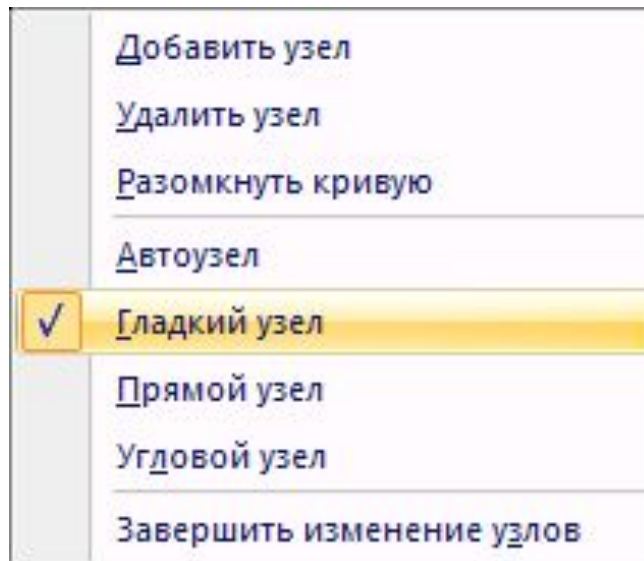 Добавить узел
Удалить узел
Разомкнуть кривую
Автоузел
Гладкий узел
Прямой узел
Угловой узел
Завершить изменение узлов